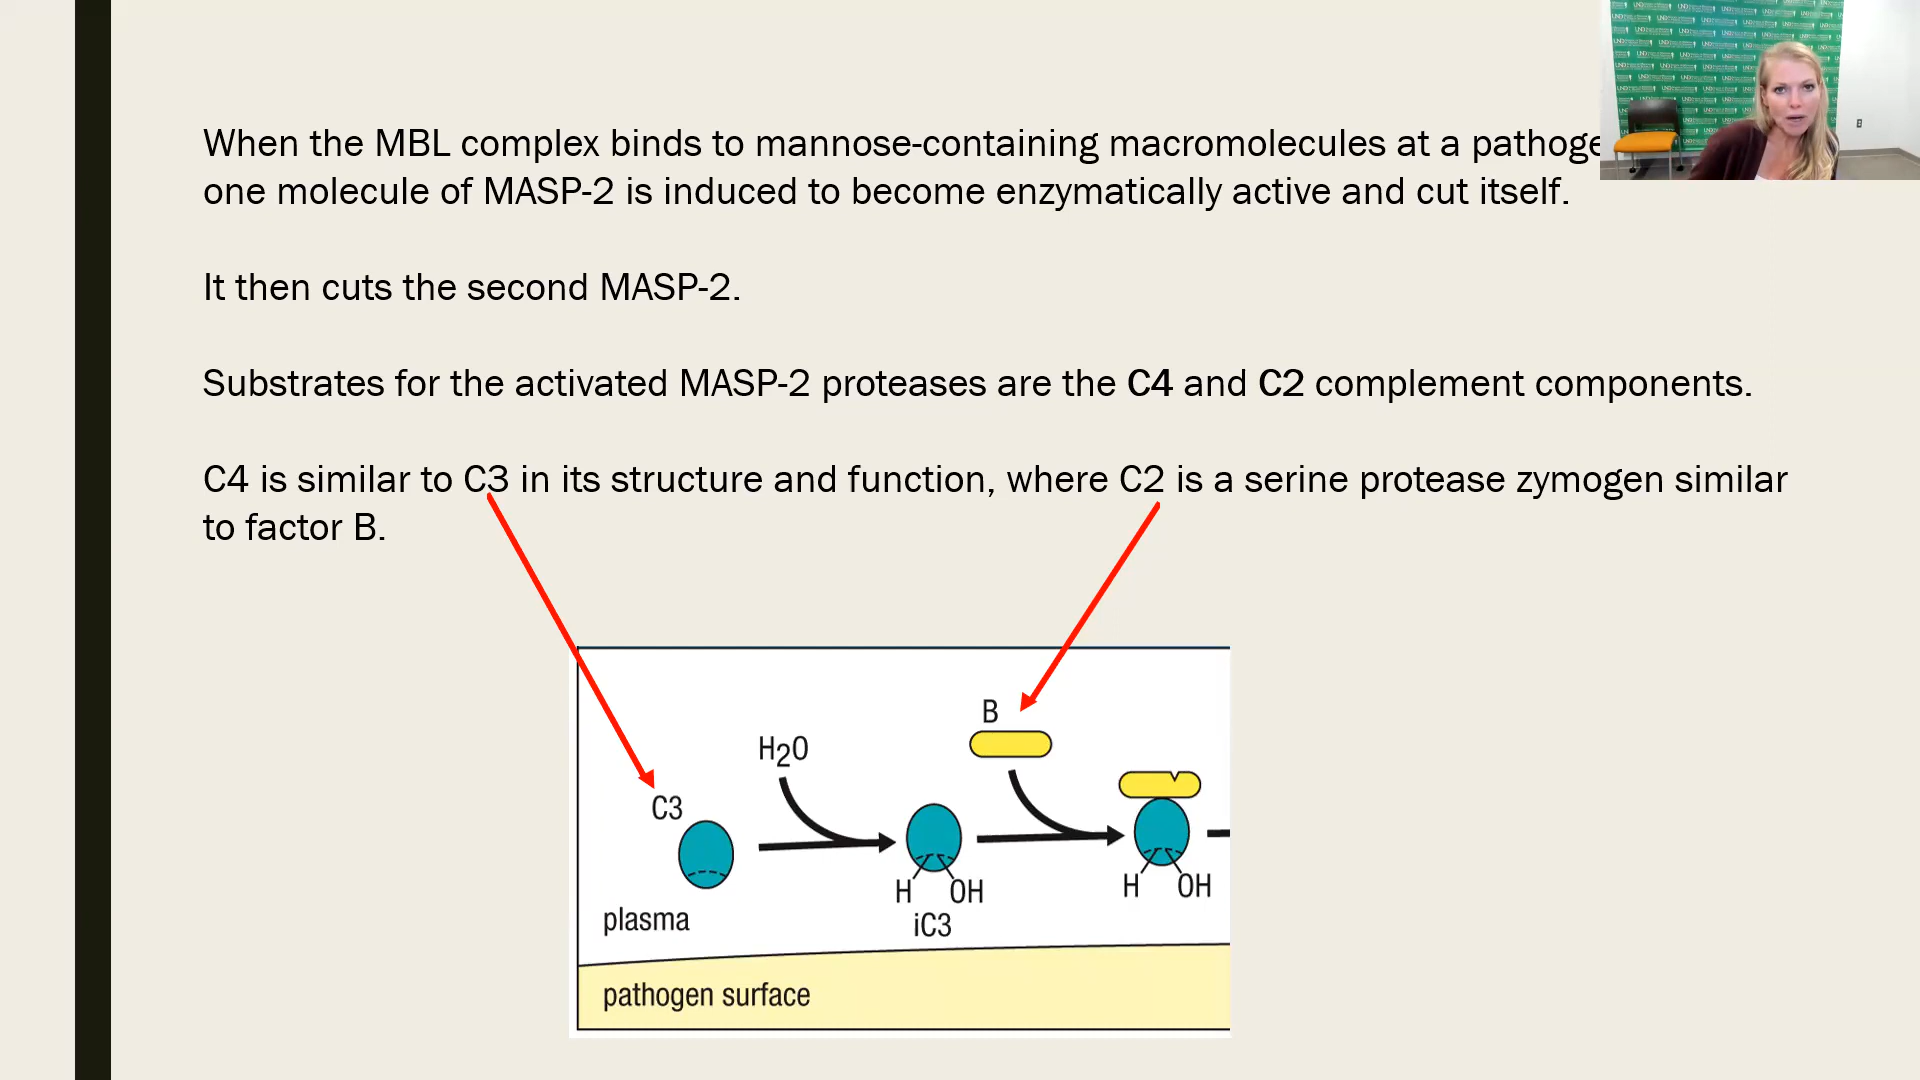 When the MBL complex binds to mannose-containing macromolecules at a
one molecule of MASP-2 is induced to become enzymatically active and cut itself.
It then cuts the second MASP-2.
Substrates for the activated MASP-2 proteases are the C4 and C2 complement components.
C4 is similar to C3 in its structure and function, where C2 is a serine protease zymogen similar
to factor B.
B
H2O
C3
H OH
H OH
iC3
plasma
pathogen surface